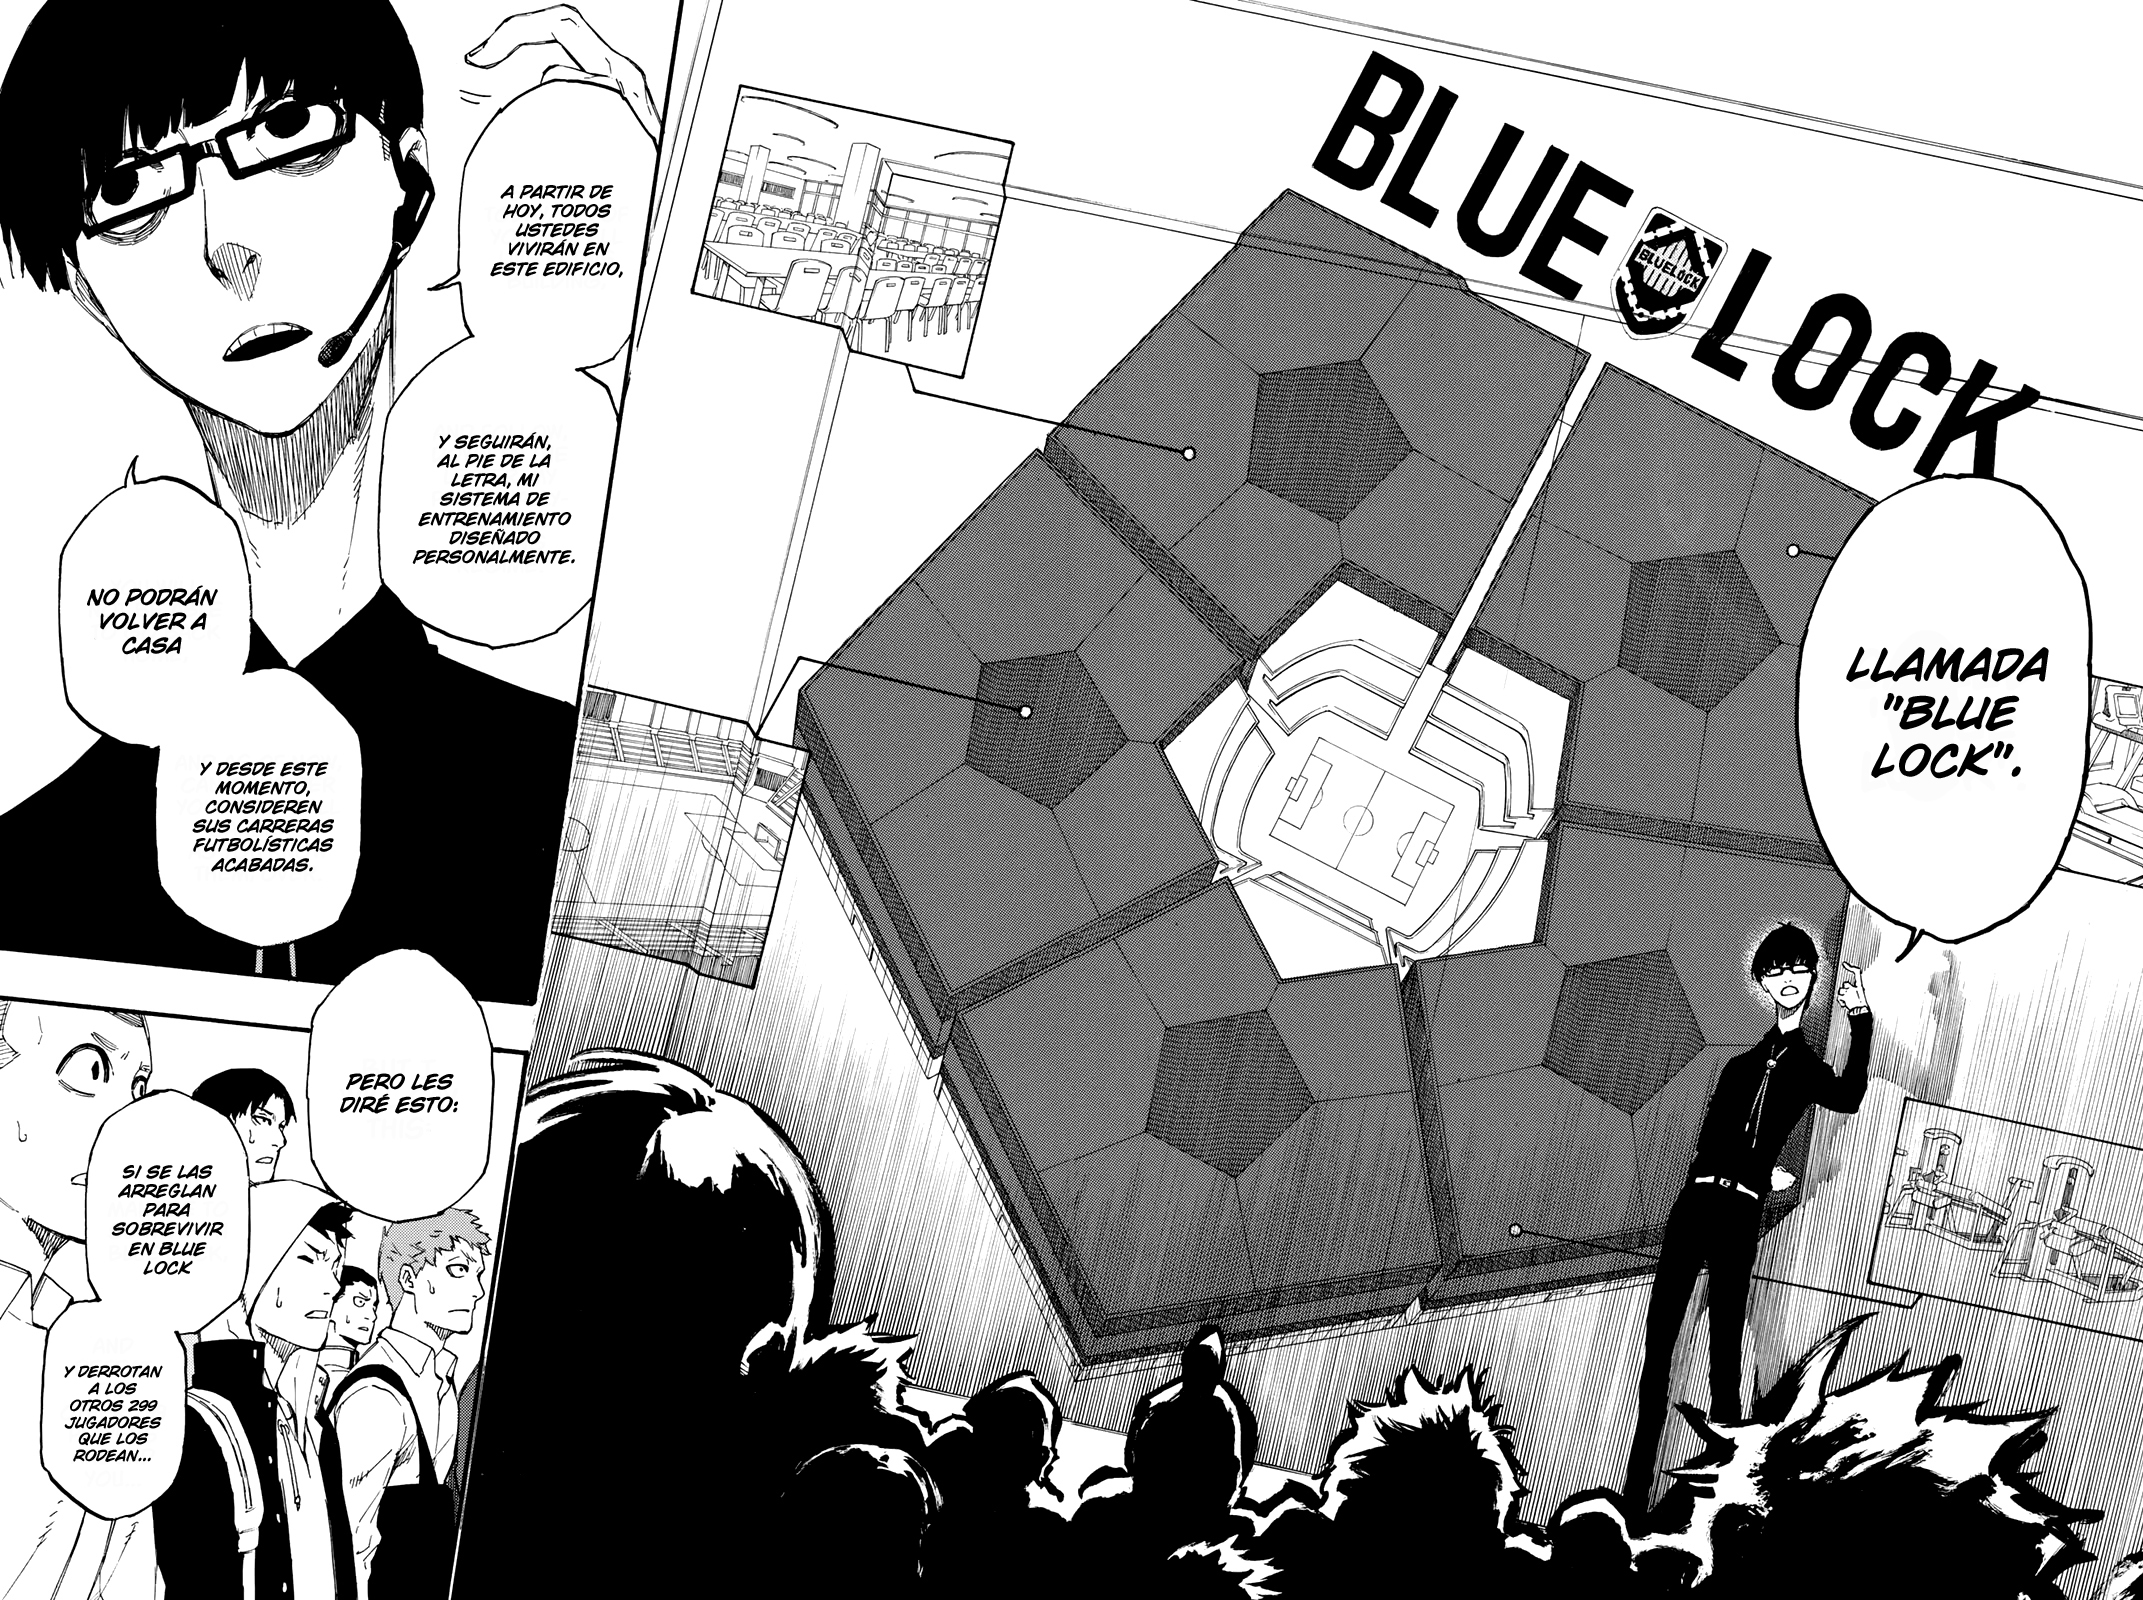 BLUE LOCK
BLUELOCK
LLAMADA
"BLUE
LOCK".
A PARTIR DE
HOY, TODOS
USTEDES
VIVIRÁN EN
ESTE EDIFICIO,
Y SEGUIRÁN,
AL PIE DE LA
LETRA, MI
SISTEMA DE
ENTRENAMIENTO
DISEÑADO
PERSONALMENTE.
NO PODRÁN
VOLVER A
CASA
Y DESDE ESTE
MOMENTO,
CONSIDEREN
SUS CARRERAS
FUTBOLÍSTICAS
ACABADAS.
PERO LES
DIRÉ ESTO:
SI SE LAS
ARREGLAN
PARA
SOBREVIVIR
EN BLUE
LOCK
Y DERROTAN
A LOS
OTROS 299
JUGADORES
QUE LOS
RODEAN...